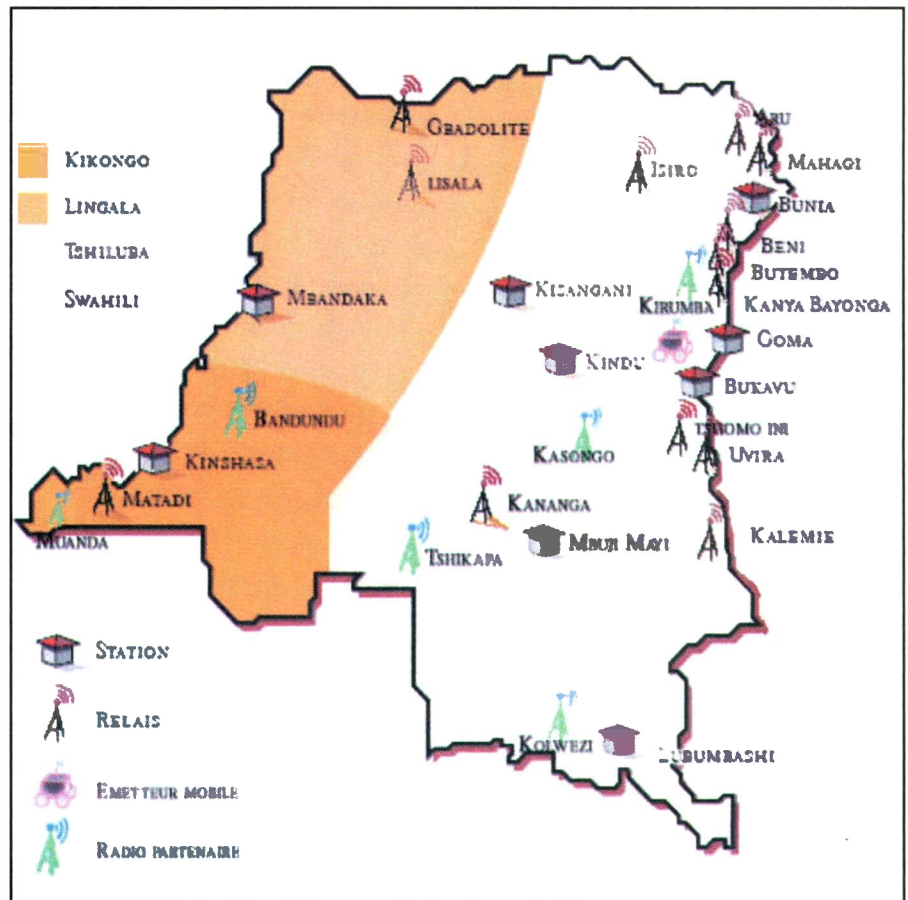 KIKONGO
LINGALA
TSHILUBA
SWAHILI
GBADOLITE
LISALA
MBANDAKA
BANDUNDU
KINSHASA
MATADI
MUANDA
ARU
ISIRO
MAHAGI
BUNIA
BENI
BUTEMBO
KISANGANI
KIRUMBA
KANYA BAYONGA
GOMA
KINDU
BUKAVU
KASONGO
UVIRA
KANANGA
MBUJI MAYI
TSHIKAPA
KALEMIE
KOLWEZI
LUBUMBASHI
STATION
RELAIS
EMETTEUR MOBILE
RADIO PARTENAIRE